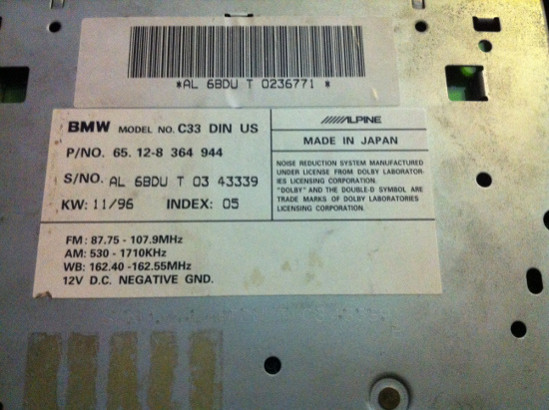 *AL 6BDU T 0236771 *
BMW MODEL NO. C33 DIN US
P/NO. 65. 12-8 364 944
S/NO. AL 6BDU T 03 43339
KW: 11/96 INDEX: 05
ALPINE
MADE IN JAPAN
NOISE REDUCTION SYSTEM MANUFACTURED
UNDER LICENSE FROM DOLBY LABORATOR-
IES LICENSING CORPORATION.
"DOLBY" AND THE DOUBLE-D SYMBOL ARE
TRADE MARKS OF DOLBY LABORATORIES
LICENSING CORPORATION.
FM: 87.75 - 107.9MHz
AM: 530 - 1710KHz
WB: 162.40 -162.55MHz
12V D.C. NEGATIVE GND.